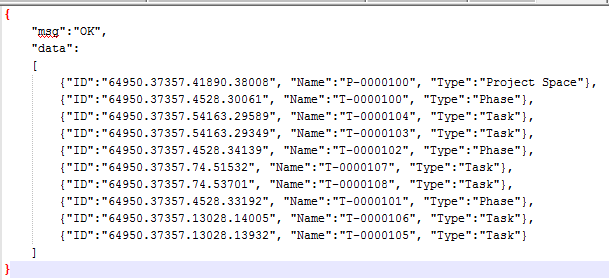 {
"msg":"OK",
"data":
[
{"ID":"64950.37357.41890.38008", "Name":"P-0000100", "Type":"Project Space"},
{"ID":"64950.37357.4528.30061", "Name":"T-0000100", "Type":"Phase"},
{"ID":"64950.37357.54163.29589", "Name":"T-0000104", "Type":"Task"},
{"ID":"64950.37357.54163.29349", "Name":"T-0000103", "Type":"Task"},
{"ID":"64950.37357.4528.34139", "Name":"T-0000102", "Type":"Phase"},
{"ID":"64950.37357.74.51532", "Name":"T-0000107", "Type":"Task"},
{"ID":"64950.37357.74.53701", "Name":"T-0000108", "Type":"Task"},
{"ID":"64950.37357.4528.33192", "Name":"T-0000101", "Type":"Phase"},
{"ID":"64950.37357.13028.14005", "Name":"T-0000106", "Type":"Task"},
{"ID":"64950.37357.13028.13932", "Name":"T-0000105", "Type":"Task"}
]
}